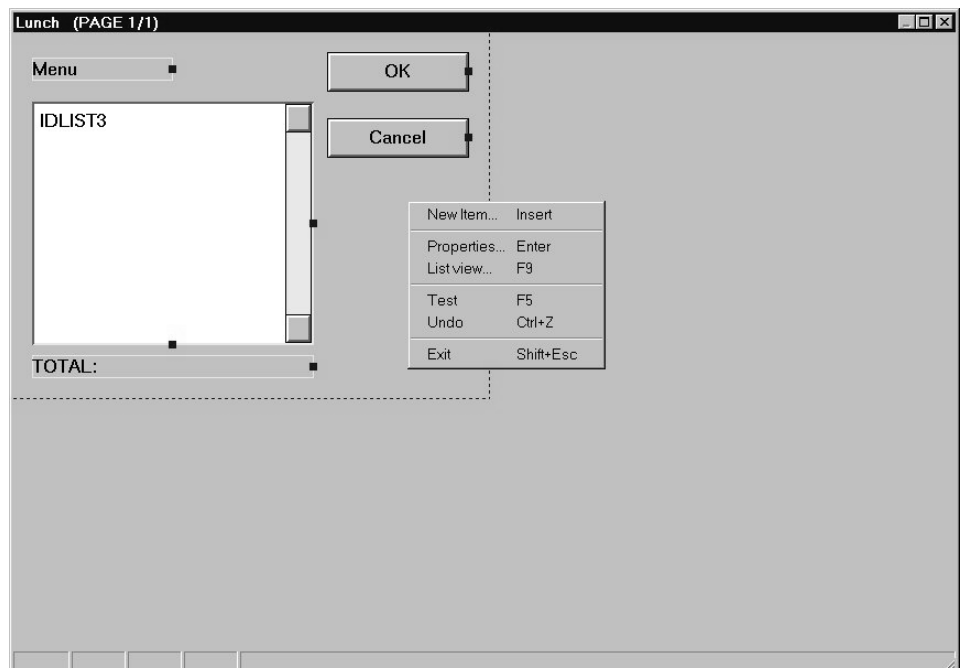 Lunch (PAGE 1/1)
Menu
OK
IDLIST3
Cancel
New Item... Insert
Properties... Enter
List view... F9
Test F5
Undo Ctrl+Z
Exit Shift+Esc
TOTAL: